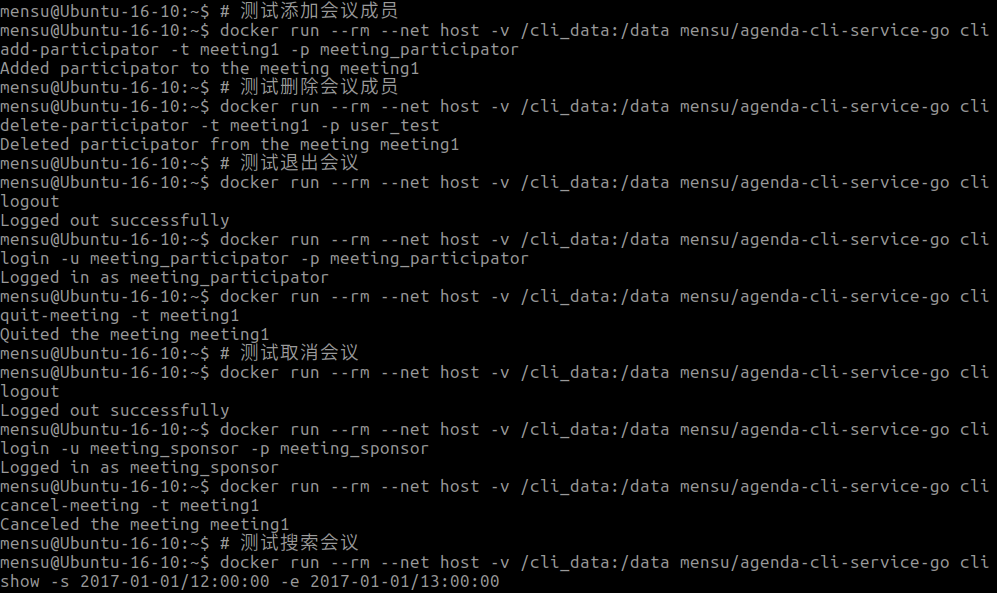 mensu@Ubuntu-16-10:~$ # 测试添加会议成员
mensu@Ubuntu-16-10:~$ docker run --rm --net host -v /cli_data:/data mensu/agenda-cli-service-go cli
add-participator -t meeting1 -p meeting_participator
Added participator to the meeting meeting1
mensu@Ubuntu-16-10:~$ # 测试删除会议成员
mensu@Ubuntu-16-10:~$ docker run --rm --net host -v /cli_data:/data mensu/agenda-cli-service-go cli
delete-participator -t meeting1 -p user_test
Deleted participator from the meeting meeting1
mensu@Ubuntu-16-10:~$ # 测试退出会议
mensu@Ubuntu-16-10:~$ docker run --rm --net host -v /cli_data:/data mensu/agenda-cli-service-go cli
logout
Logged out successfully
mensu@Ubuntu-16-10:~$ docker run --rm --net host -v /cli_data:/data mensu/agenda-cli-service-go cli
login -u meeting_participator -p meeting_participator
Logged in as meeting_participator
mensu@Ubuntu-16-10:~$ docker run --rm --net host -v /cli_data:/data mensu/agenda-cli-service-go cli
quit-meeting -t meeting1
Quited the meeting meeting1
mensu@Ubuntu-16-10:~$ # 测试取消会议
mensu@Ubuntu-16-10:~$ docker run --rm --net host -v /cli_data:/data mensu/agenda-cli-service-go cli
logout
Logged out successfully
mensu@Ubuntu-16-10:~$ docker run --rm --net host -v /cli_data:/data mensu/agenda-cli-service-go cli
login -u meeting_sponsor -p meeting_sponsor
Logged in as meeting_sponsor
mensu@Ubuntu-16-10:~$ docker run --rm --net host -v /cli_data:/data mensu/agenda-cli-service-go cli
cancel-meeting -t meeting1
Canceled the meeting meeting1
mensu@Ubuntu-16-10:~$ # 测试搜索会议
mensu@Ubuntu-16-10:~$ docker run --rm --net host -v /cli_data:/data mensu/agenda-cli-service-go cli
show -s 2017-01-01/12:00:00 -e 2017-01-01/13:00:00